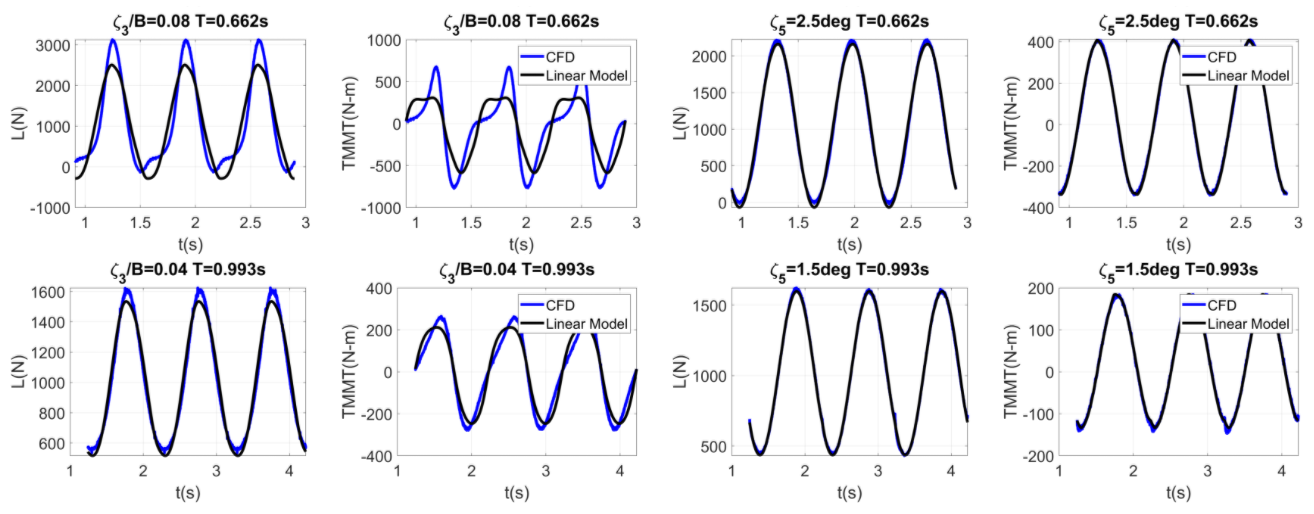 ζ3/B=0.08 T=0.662s
L(N)
3000
2000
1000
0
-1000
1
1.5
2
2.5
3
t(s)
ζ3/B=0.08 T=0.662s
TMMT(N-m)
1000
500
0
-500
-1000
CFD
Linear Model
1
1.5
2
2.5
3
t(s)
ζ5=2.5deg T=0.662s
L(N)
2000
1500
1000
500
0
1
1.5
2
2.5
3
t(s)
ζ5=2.5deg T=0.662s
TMMT(N-m)
400
200
0
-200
-400
CFD
Linear Model
1
1.5
2
2.5
3
t(s)
ζ3/B=0.04 T=0.993s
L(N)
1600
1400
1200
1000
800
600
1
2
3
4
t(s)
ζ3/B=0.04 T=0.993s
TMMT(N-m)
400
200
0
-200
-400
CFD
Linear Model
1
2
3
4
t(s)
ζ5=1.5deg T=0.993s
L(N)
1500
1000
500
1
2
3
4
t(s)
ζ5=1.5deg T=0.993s
TMMT(N-m)
200
100
0
-100
-200
CFD
Linear Model
1
2
3
4
t(s)